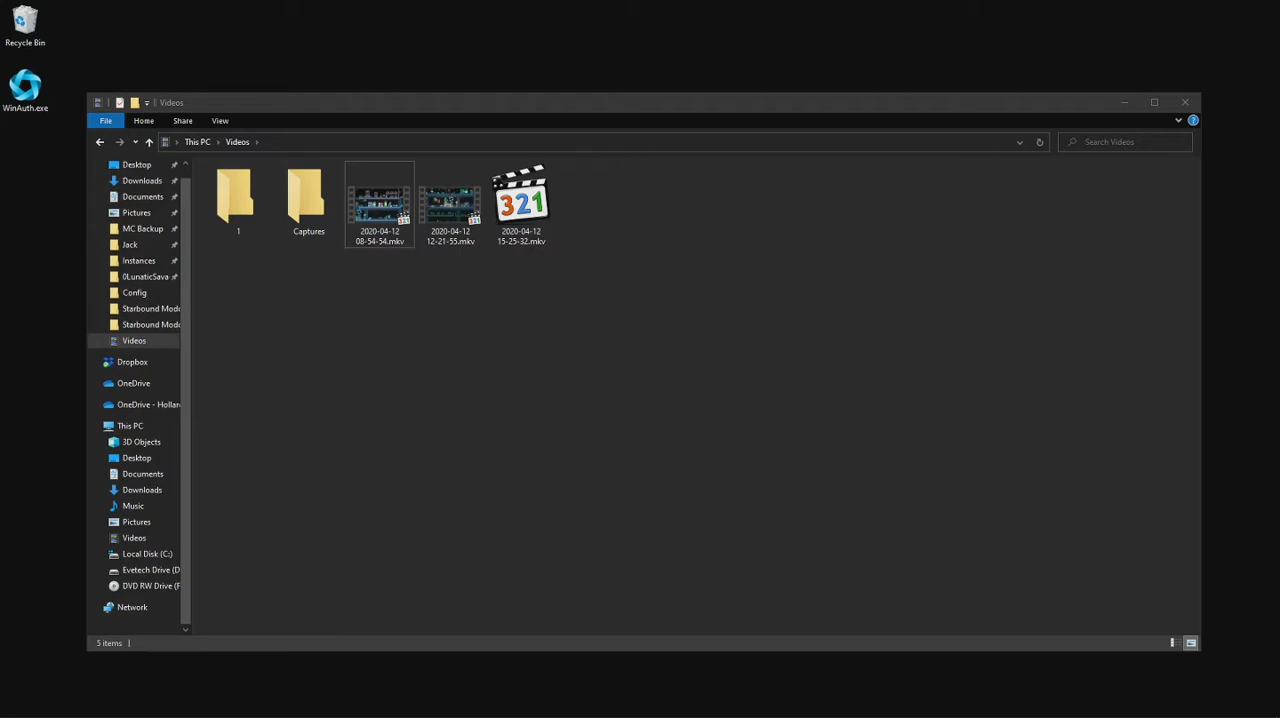 Recycle Bin
WinAuth.exe
Videos
File Home Share View
This PC Videos
Search Videos
Desktop
Downloads
Documents
Pictures
MC Backup
Jack
Instances
0LunaticSava
Config
Starbound Modd
Starbound Modd
Videos
Dropbox
OneDrive
OneDrive - Hollard
This PC
3D Objects
Desktop
Documents
Downloads
Music
Pictures
Videos
Local Disk (C:)
Evetech Drive (D
DVD RW Drive (F
Network
1
Captures
2020-04-12
08-54-54.mkv
2020-04-12
12-21-55.mkv
321
2020-04-12
15-25-32.mkv
5 items